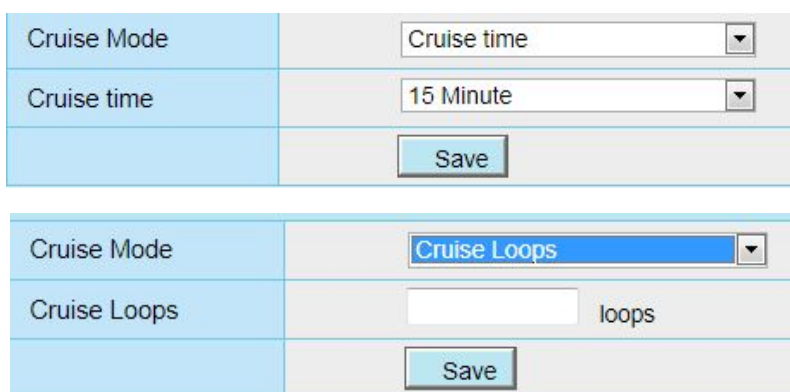 Cruise Mode Cruise time
Cruise time 15 Minute
Save
Cruise Mode Cruise Loops
Cruise Loops loops
Save